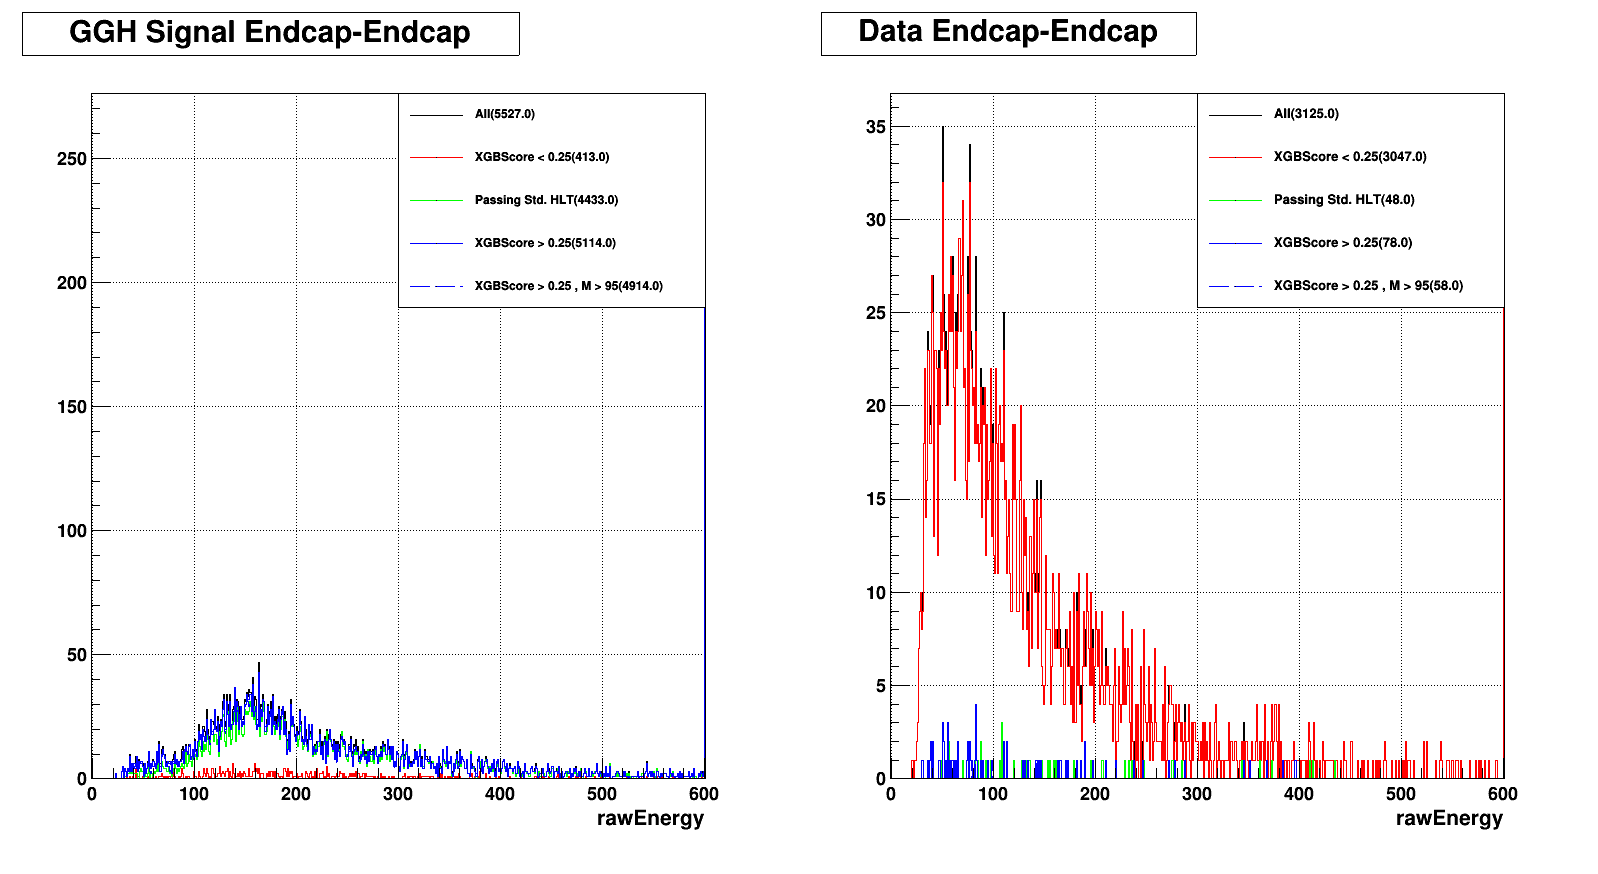 GGH Signal Endcap-Endcap
All(5527.0)
XGBScore < 0.25(413.0)
Passing Std. HLT(4433.0)
XGBScore > 0.25(5114.0)
XGBScore > 0.25 , M > 95(4914.0)
250
200
150
100
50
0
0 100 200 300 400 500 600
rawEnergy
Data Endcap-Endcap
All(3125.0)
XGBScore < 0.25(3047.0)
Passing Std. HLT(48.0)
XGBScore > 0.25(78.0)
XGBScore > 0.25 , M > 95(58.0)
35
30
25
20
15
10
5
0
0 100 200 300 400 500 600
rawEnergy